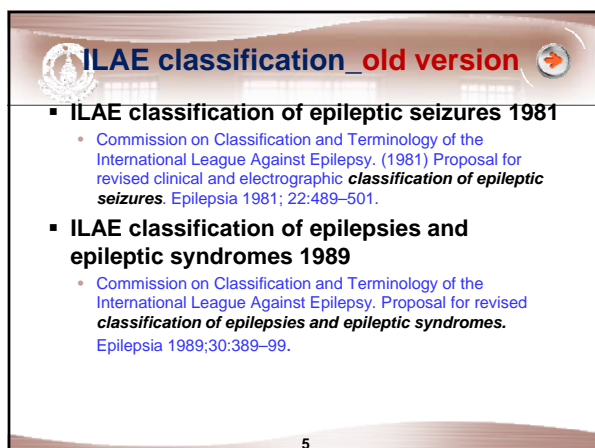 ILAE classification_old version
▪ ILAE classification of epileptic seizures 1981
• Commission on Classification and Terminology of the
International League Against Epilepsy. (1981) Proposal for
revised clinical and electrographic classification of epileptic
seizures. Epilepsia 1981; 22:489–501.
▪ ILAE classification of epilepsies and
epileptic syndromes 1989
• Commission on Classification and Terminology of the
International League Against Epilepsy. Proposal for revised
classification of epilepsies and epileptic syndromes.
Epilepsia 1989;30:389–99.
5